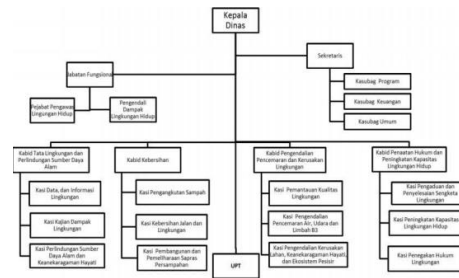 Kepala
Dinas
Sekretaris
Jabatan Fungsional
Kasubag Program
Kasubag Keuangan
Kasubag Umum
Pejabat Pengawas
Lingungan Hidup
Pengendali
Dampak
Lingkungan Hidup
Kabid Tata Lingkungan dan
Perlindungan Sumber Daya
Alam
Kabid Kebersihan
Kabid Pengendalian
Pencemaran dan Kerusakan
Lingkungan
Kabid Penaatan Hukum dan
Peningkatan Kapasitas
Lingkungan Hidup
Kasi Data, dan Informasi
Lingkungan
Kasi Pengangkutan Sampah
Kasi Pemantauan Kualitas
Lingkungan
Kasi Pengaduan dan
Penyelesaian Sengketa
Lingkungan
Kasi Kajian Dampak
Lingkungan
Kasi Kebersihan Jalan dan
Lingkungan
Kasi Pengendalian
Pencemaran Air, Udara dan
Limbah B3
Kasi Peningkatan Kapasitas
Lingkungan Hidup
Kasi Perlindungan Sumber
Daya Alam dan
Keanekaragaman Hayati
Kasi Pembangunan dan
Pemeliharaan Sapras
Persampahan
UPT
Kasi Pengendalian Kerusakan
Lahan, Keanekaragaman Hayati,
dan Ekosistem Pesisir
Kasi Penegakan Hukum
Lingkungan